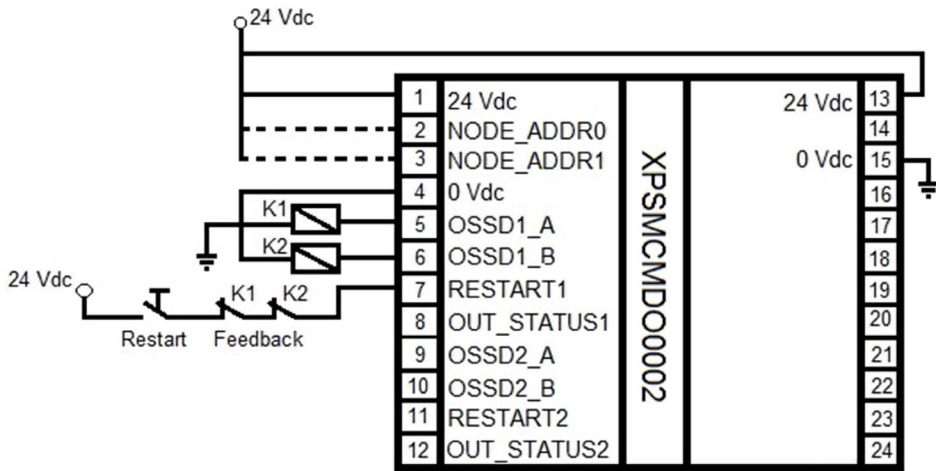 24 Vdc
1 24 Vdc
2 NODE_ADDR0
3 NODE_ADDR1
4 0 Vdc
5 OSSD1_A
6 OSSD1_B
7 RESTART1
8 OUT_STATUS1
9 OSSD2_A
10 OSSD2_B
11 RESTART2
12 OUT_STATUS2
XPSMCMDO0002
24 Vdc 13
14
0 Vdc 15
16
17
18
19
20
21
22
23
24
K1
K2
24 Vdc
K1 K2
Restart Feedback